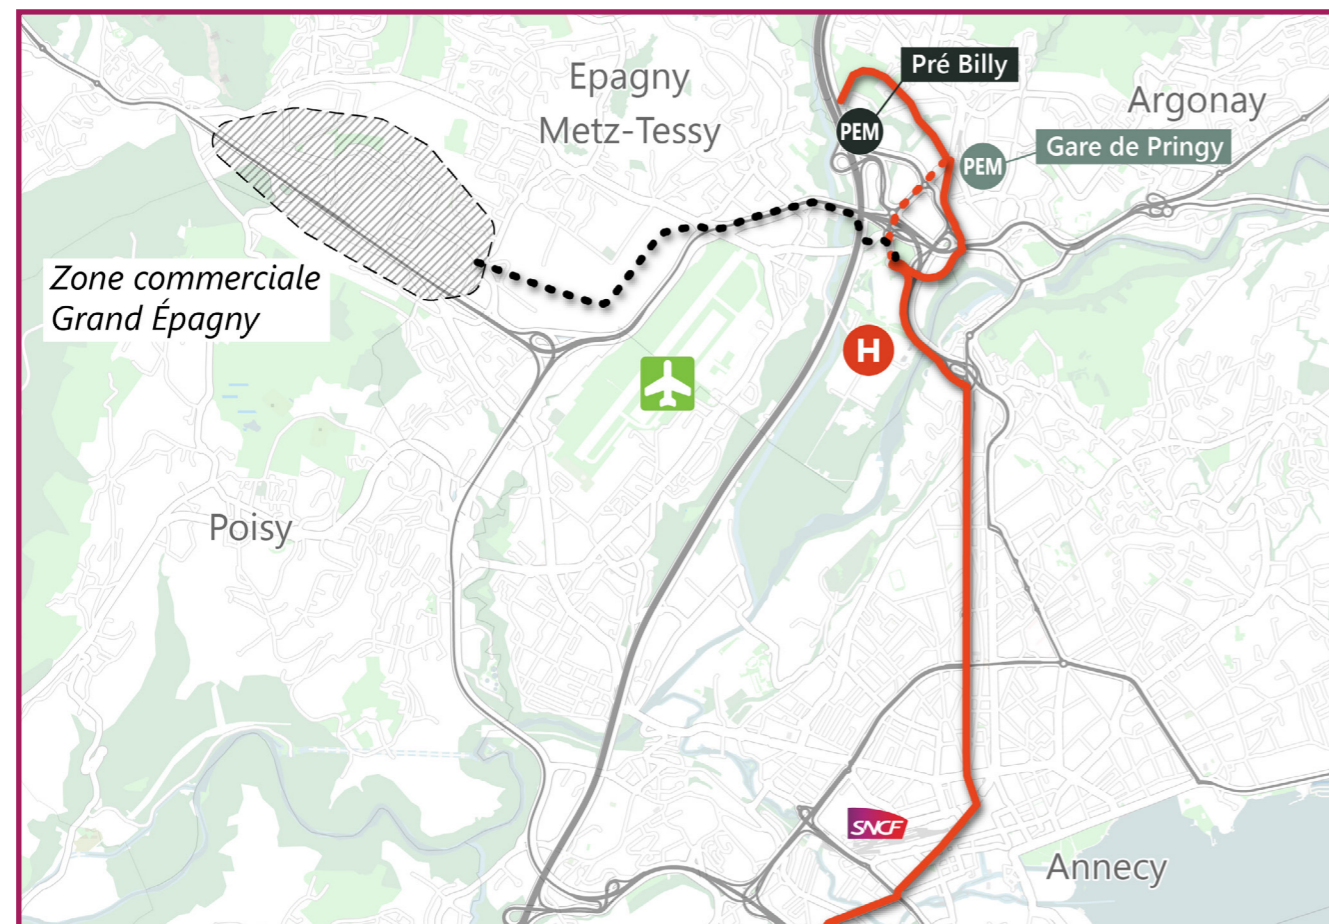 Epagny
Metz-Tessy
Pré Billy
PEM
Argonay
Gare de Pringy
PEM
Zone commerciale
Grand Épagny
H
Poisy
SNCF
Annecy